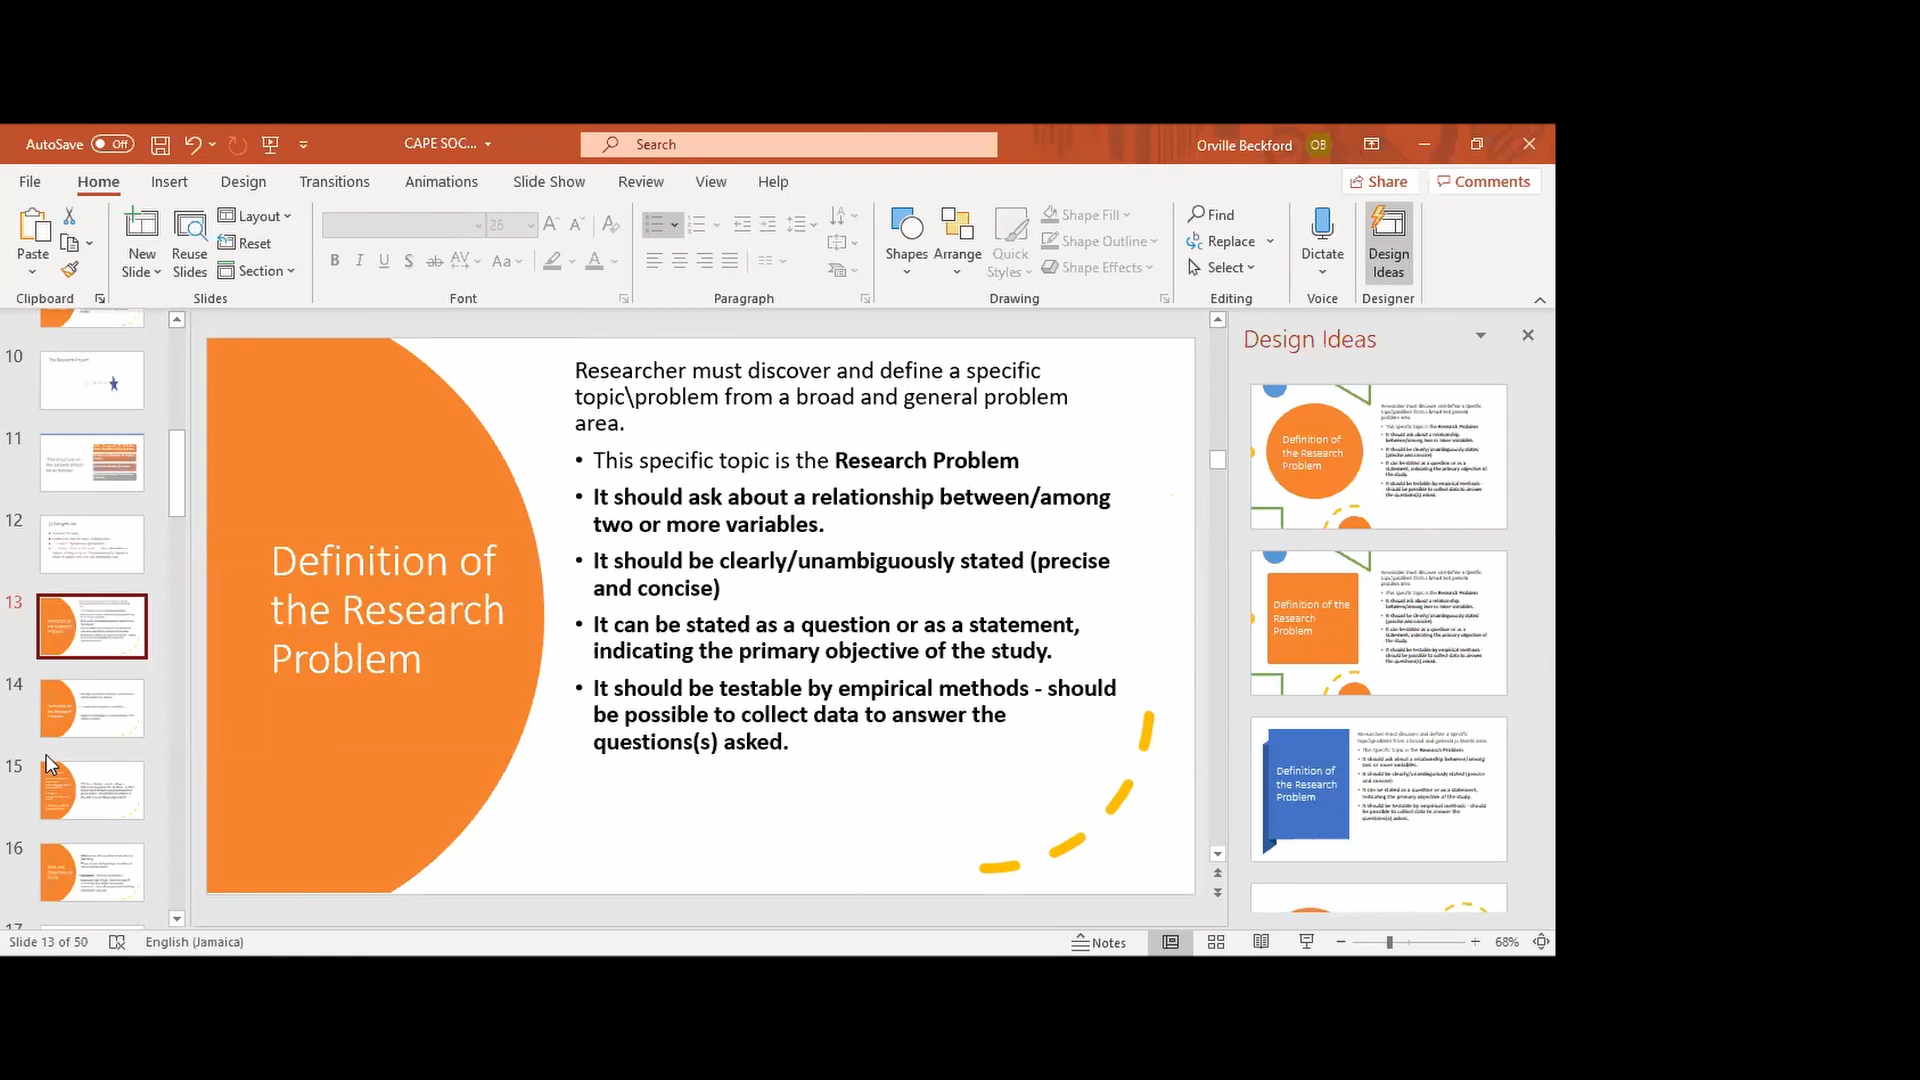 AutoSave Off CAPE SOC... Search Orville Beckford OB
File Home Insert Design Transitions Animations Slide Show Review View Help Share Comments
Paste
Clipboard
New Slide
Reuse Slides
Layout
Reset
Section
Slides
26
B I U S ab AV Aa A
Font
Paragraph
Shapes
Arrange
Quick Styles
Shape Fill
Shape Outline
Shape Effects
Drawing
Find
Replace
Select
Editing
Dictate
Voice
Design Ideas
Designer
10
11
12
13
14
15
16
17
Definition of
the Research
Problem
Researcher must discover and define a specific
topic\problem from a broad and general problem
area.
• This specific topic is the Research Problem
• It should ask about a relationship between/among
two or more variables.
• It should be clearly/unambiguously stated (precise
and concise)
• It can be stated as a question or as a statement,
indicating the primary objective of the study.
• It should be testable by empirical methods - should
be possible to collect data to answer the
questions(s) asked.
Design Ideas
Definition of
the Research
Problem
Definition of the
Research
Problem
Definition of
the Research
Problem
Slide 13 of 50 English (Jamaica) Notes 68%